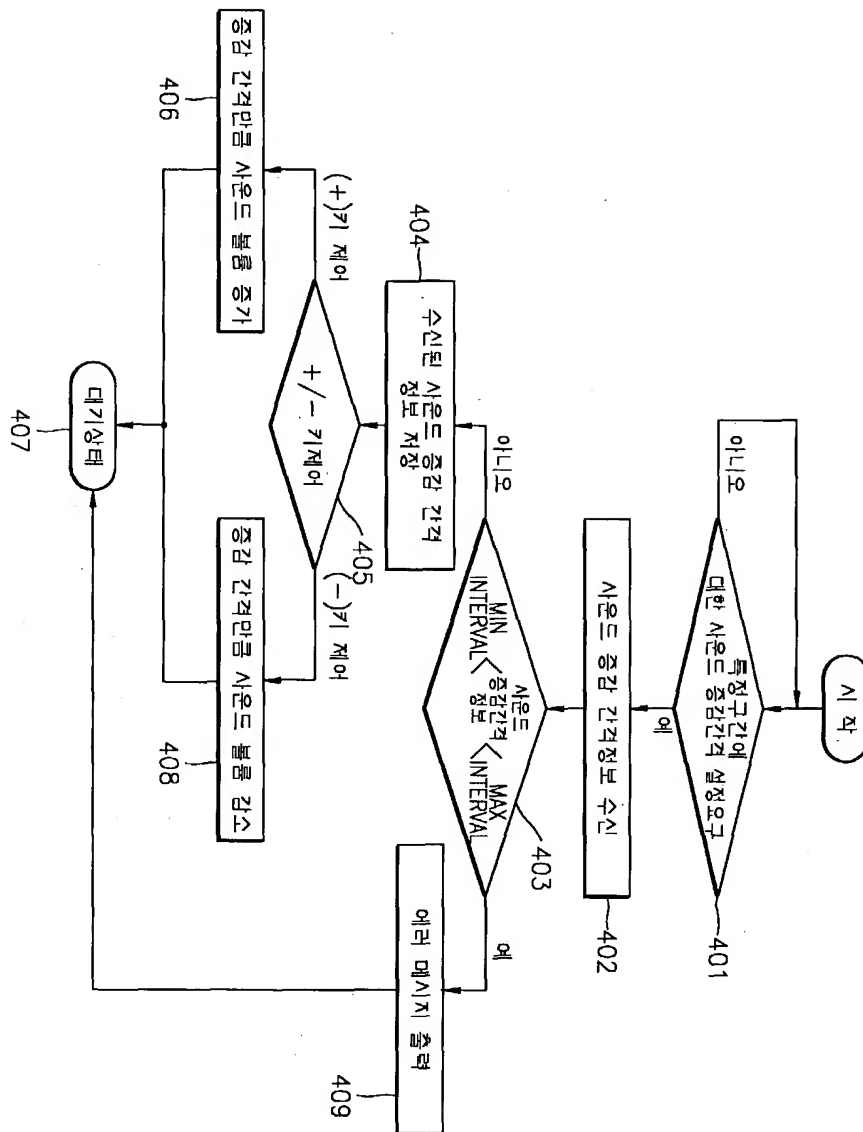 시 작
특정구간에
대한 사운드 증감간격 설정요구
401
아니요
예
사운드 증감 간격정보 수신
402
MIN
INTERVAL
<
사운드
증감간격
정보
<
MAX
INTERVAL
403
아니요
예
수신된 사운드 증감 간격
정보 저장
404
에러 메시지 출력
409
+/- 키제어
405
(+)키 제어
(-)키 제어
증감 간격만큼 사운드 볼륨 증가
406
증감 간격만큼 사운드 볼륨 감소
408
대기상태
407